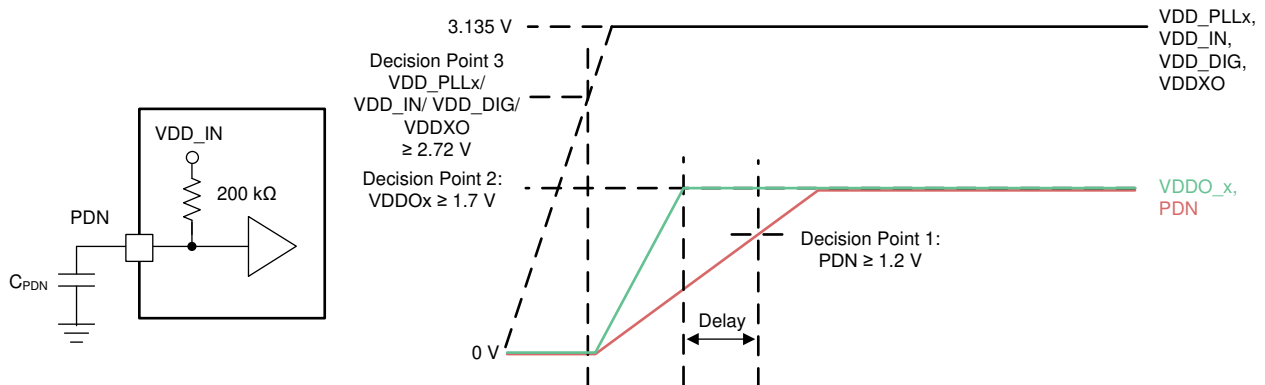 VDD_IN
200 kΩ
PDN
CPDN
3.135 V
Decision Point 3
VDD_PLLx/
VDD_IN/ VDD_DIG/
VDDXO
≥ 2.72 V
Decision Point 2:
VDDOx ≥ 1.7 V
0 V
Delay
Decision Point 1:
PDN ≥ 1.2 V
VDD_PLLx,
VDD_IN,
VDD_DIG,
VDDXO
VDDO_x,
PDN